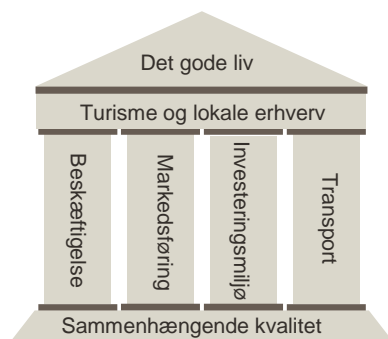 Det gode liv
Turisme og lokale erhverv
Beskæftigelse
Markedsføring
Investeringsmiljø
Transport
Sammenhængende kvalitet